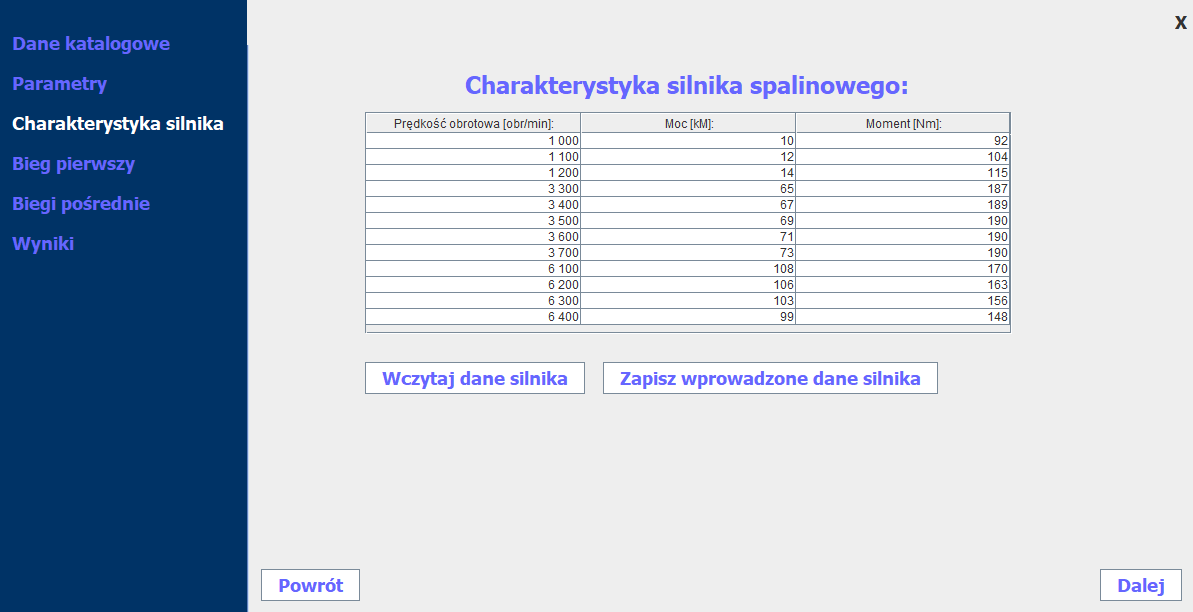 X
Dane katalogowe
Parametry
Charakterystyka silnika
Bieg pierwszy
Biegi pośrednie
Wyniki
Charakterystyka silnika spalinowego:
Prędkość obrotowa [obr/min]: Moc [kM]: Moment [Nm]:
1 000 10 92
1 100 12 104
1 200 14 115
3 300 65 187
3 400 67 189
3 500 69 190
3 600 71 190
3 700 73 190
6 100 108 170
6 200 106 163
6 300 103 156
6 400 99 148
Wczytaj dane silnika Zapisz wprowadzone dane silnika
Powrót Dalej